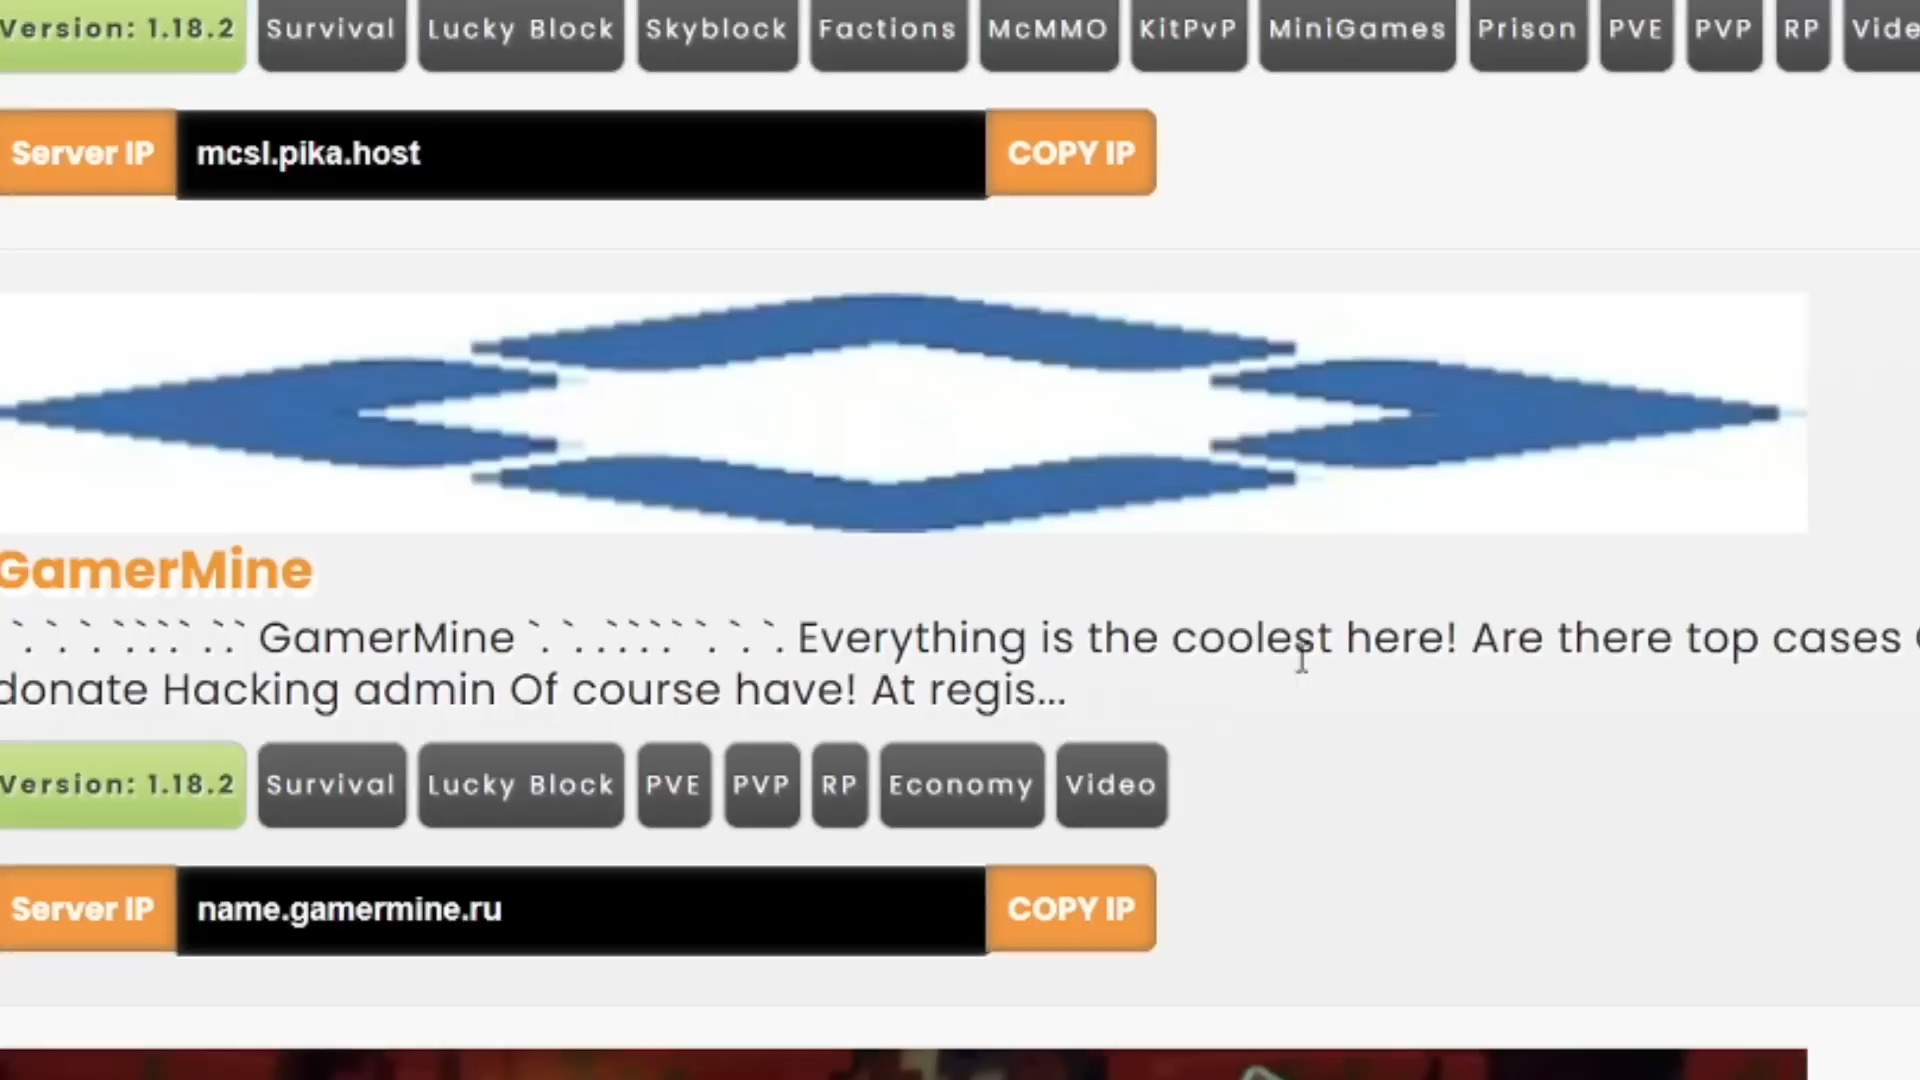 Version: 1.18.2 Survival Lucky Block Skyblock Factions McMMO KitPvP MiniGames Prison PVE PVP RP
Server IP mcsl.pika.host COPY IP
GamerMine
`. `. `. `.`.`.`. `.`. GamerMine `. `. .`.`.`.`.` `. `. `. Everything is the coolest here! Are there top cases
donate Hacking admin Of course have! At regis...
Version: 1.18.2 Survival Lucky Block PVE PVP RP Economy Video
Server IP name.gamermine.ru COPY IP